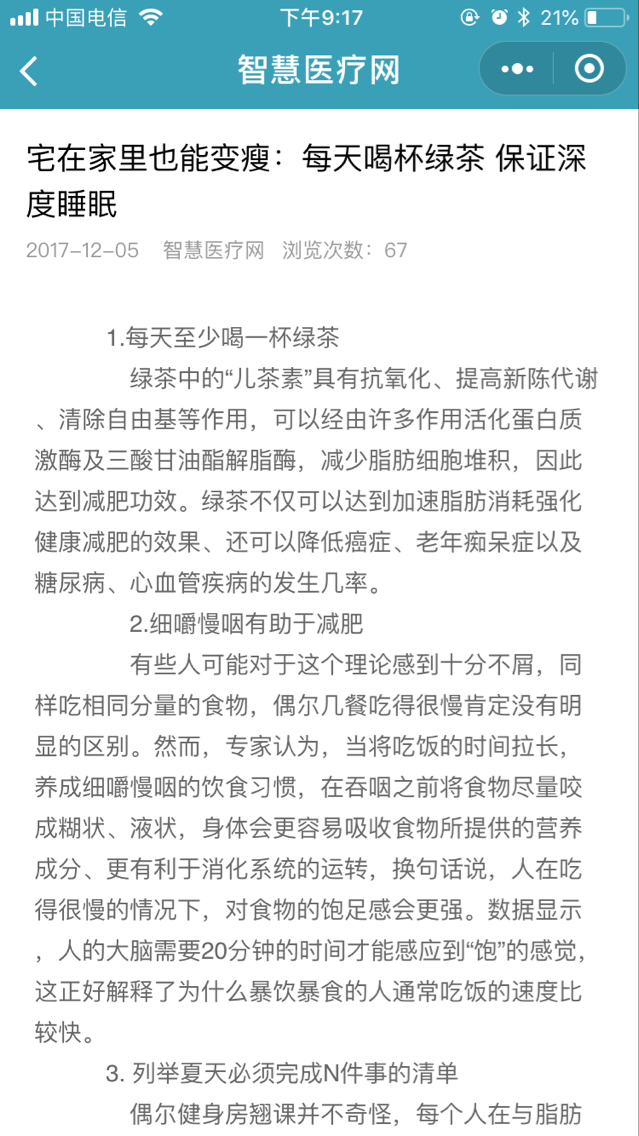 中国电信 下午9:17 21%
智慧医疗网
宅在家里也能变瘦：每天喝杯绿茶 保证深
度睡眠
2017-12-05 智慧医疗网 浏览次数：67
1.每天至少喝一杯绿茶
绿茶中的“儿茶素”具有抗氧化、提高新陈代谢
、清除自由基等作用，可以经由许多作用活化蛋白质
激酶及三酸甘油酯解脂酶，减少脂肪细胞堆积，因此
达到减肥功效。绿茶不仅可以达到加速脂肪消耗强化
健康减肥的效果、还可以降低癌症、老年痴呆症以及
糖尿病、心血管疾病的发生几率。
2.细嚼慢咽有助于减肥
有些人可能对于这个理论感到十分不屑，同
样吃相同分量的食物，偶尔几餐吃得很慢肯定没有明
显的区别。然而，专家认为，当将吃饭的时间拉长，
养成细嚼慢咽的饮食习惯，在吞咽之前将食物尽量咬
成糊状、液状，身体会更容易吸收食物所提供的营养
成分、更有利于消化系统的运转，换句话说，人在吃
得很慢的情况下，对食物的饱足感会更强。数据显示
，人的大脑需要20分钟的时间才能感应到“饱”的感觉，
这正好解释了为什么暴饮暴食的人通常吃饭的速度比
较快。
3. 列举夏天必须完成N件事的清单
偶尔健身房翘课并不奇怪，每个人在与脂肪